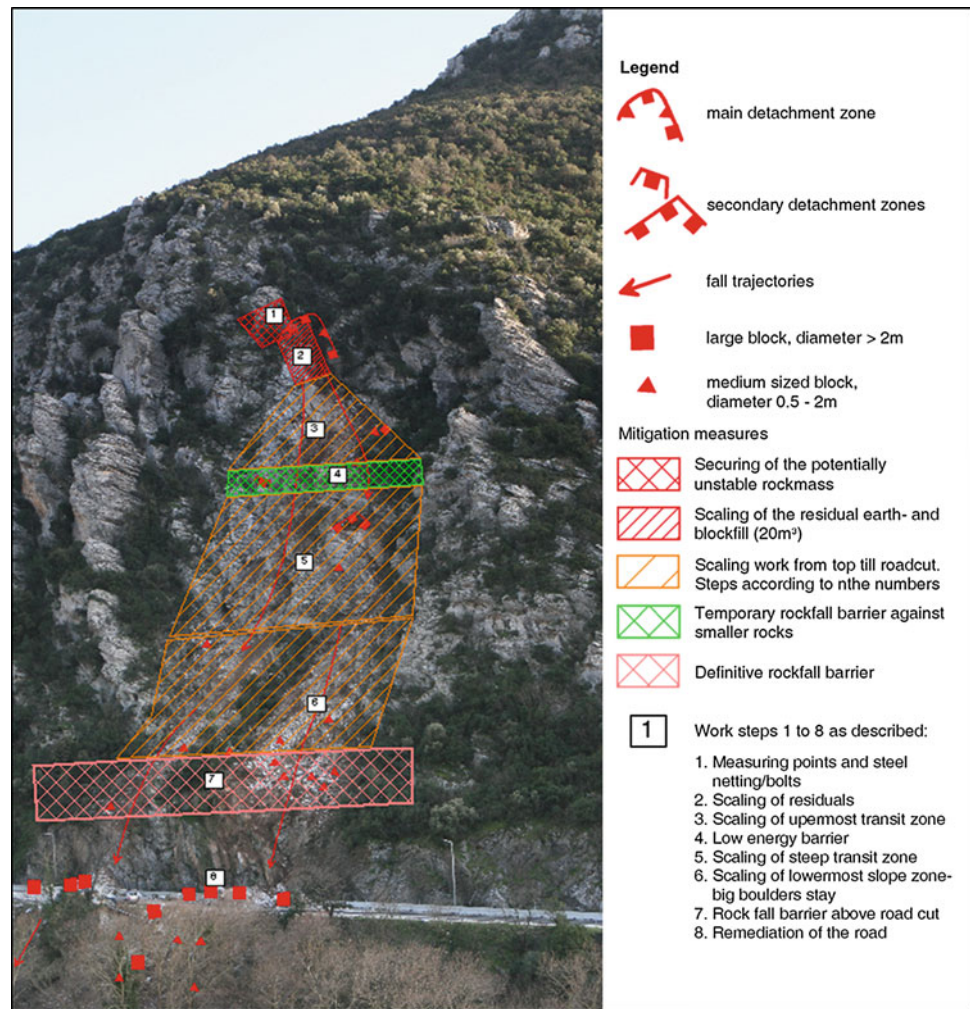 Legend
main detachment zone
secondary detachment zones
fall trajectories
large block, diameter > 2m
medium sized block,
diameter 0.5 - 2m
Mitigation measures
Securing of the potentially
unstable rockmass
Scaling of the residual earth- and
blockfill (20m³)
Scaling work from top till roadcut.
Steps according to nthe numbers
Temporary rockfall barrier against
smaller rocks
Definitive rockfall barrier
1
Work steps 1 to 8 as described:
1. Measuring points and steel
netting/bolts
2. Scaling of residuals
3. Scaling of upermost transit zone
4. Low energy barrier
5. Scaling of steep transit zone
6. Scaling of lowermost slope zone-
big boulders stay
7. Rock fall barrier above road cut
8. Remediation of the road
1
2
3
4
5
6
7
8